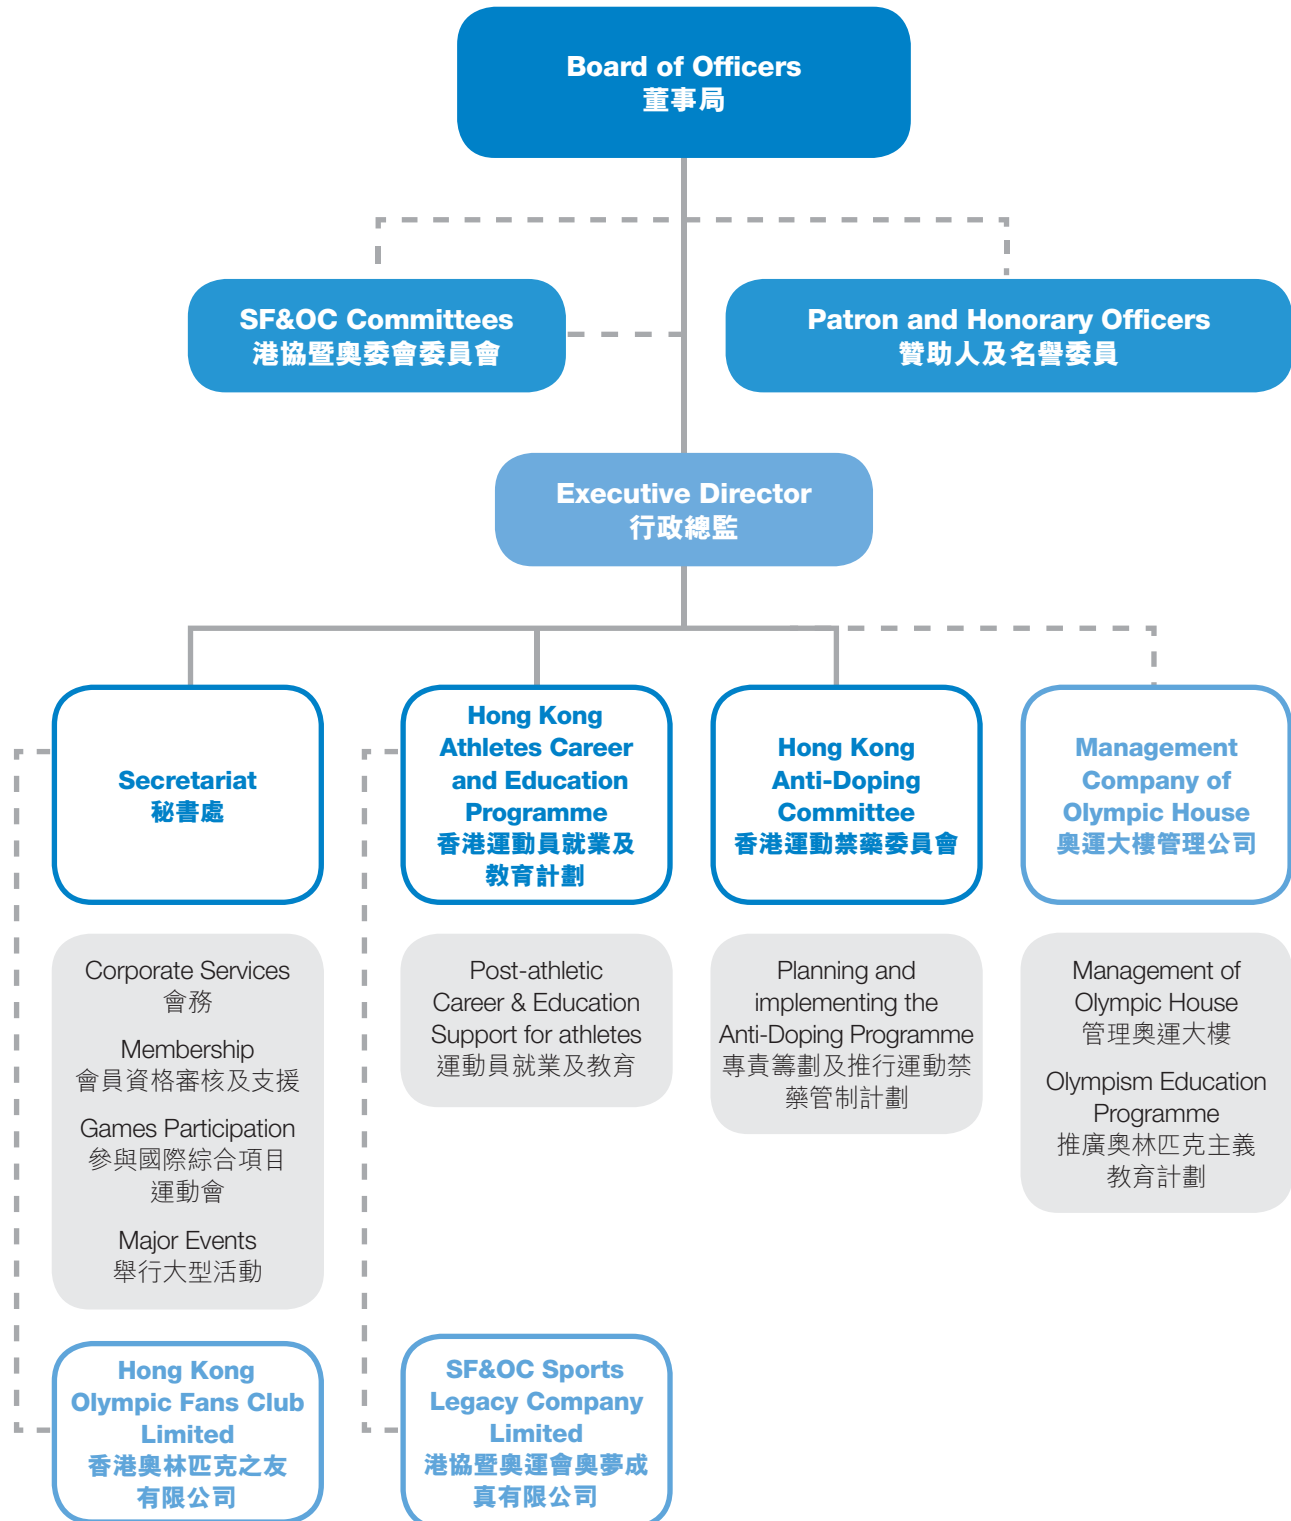 Board of Officers
董事局
SF&OC Committees
港協暨奧委會委員會
Patron and Honorary Officers
贊助人及名譽委員
Executive Director
行政總監
Secretariat
秘書處
Hong Kong
Athletes Career
and Education
Programme
香港運動員就業及
教育計劃
Hong Kong
Anti-Doping
Committee
香港運動禁藥委員會
Management
Company of
Olympic House
奧運大樓管理公司
Corporate Services
會務
Membership
會員資格審核及支援
Games Participation
參與國際綜合項目
運動會
Major Events
舉行大型活動
Post-athletic
Career & Education
Support for athletes
運動員就業及教育
Planning and
implementing the
Anti-Doping Programme
專責籌劃及推行運動禁
藥管制計劃
Management of
Olympic House
管理奧運大樓
Olympism Education
Programme
推廣奧林匹克主義
教育計劃
Hong Kong
Olympic Fans Club
Limited
香港奧林匹克之友
有限公司
SF&OC Sports
Legacy Company
Limited
港協暨奧運會奧夢成
真有限公司